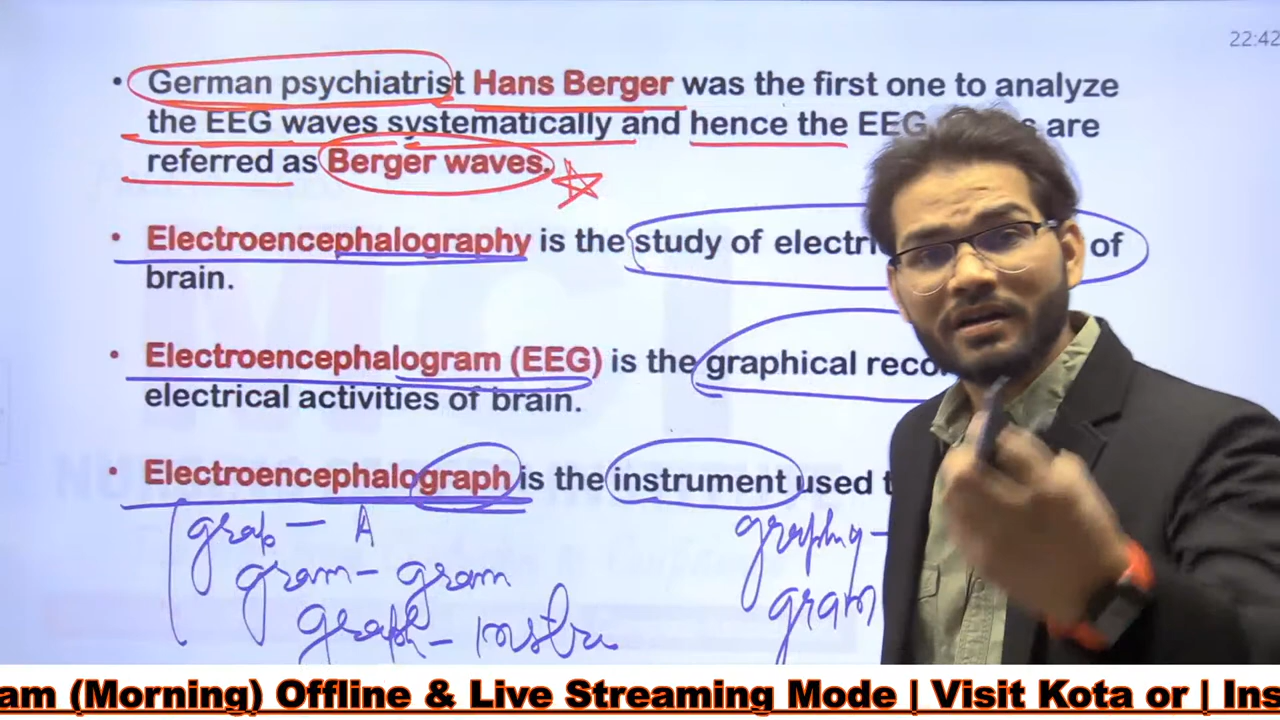 22:42
• German psychiatrist Hans Berger was the first one to analyze
the EEG waves systematically and hence the EEG are
referred as Berger waves.
• Electroencephalography is the study of of
brain.
• Electroencephalogram (EEG) is the graphical
electrical activities of brain.
• Electroencephalograph is the instrument used
grap – A
gram – gram
graph – instru
graphy –
gram
am (Morning) Offline & Live Streaming Mode | Visit Kota or | Ins